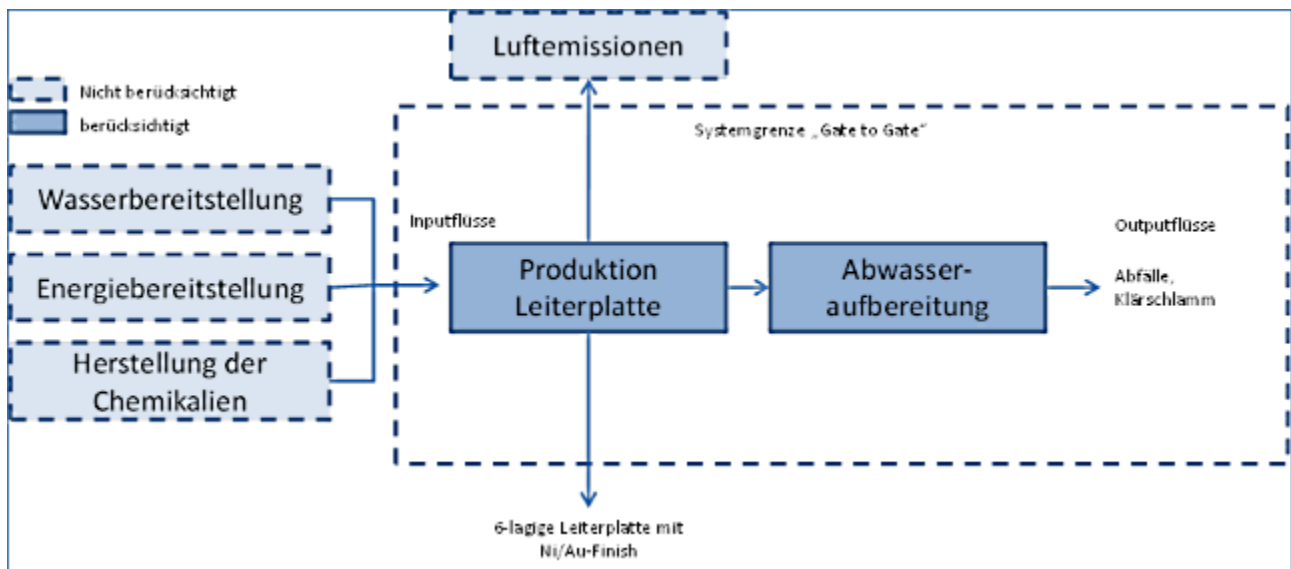 Luftemissionen
Nicht berücksichtigt
berücksichtigt
Systemgrenze „Gate to Gate“
Wasserbereitstellung
Inputflüsse
Outputflüsse
Energiebereitstellung
Produktion
Leiterplatte
Abwasser-
aufbereitung
Abfälle,
Klärschlamm
Herstellung der
Chemikalien
6-lagige Leiterplatte mit
Ni/Au-Finish